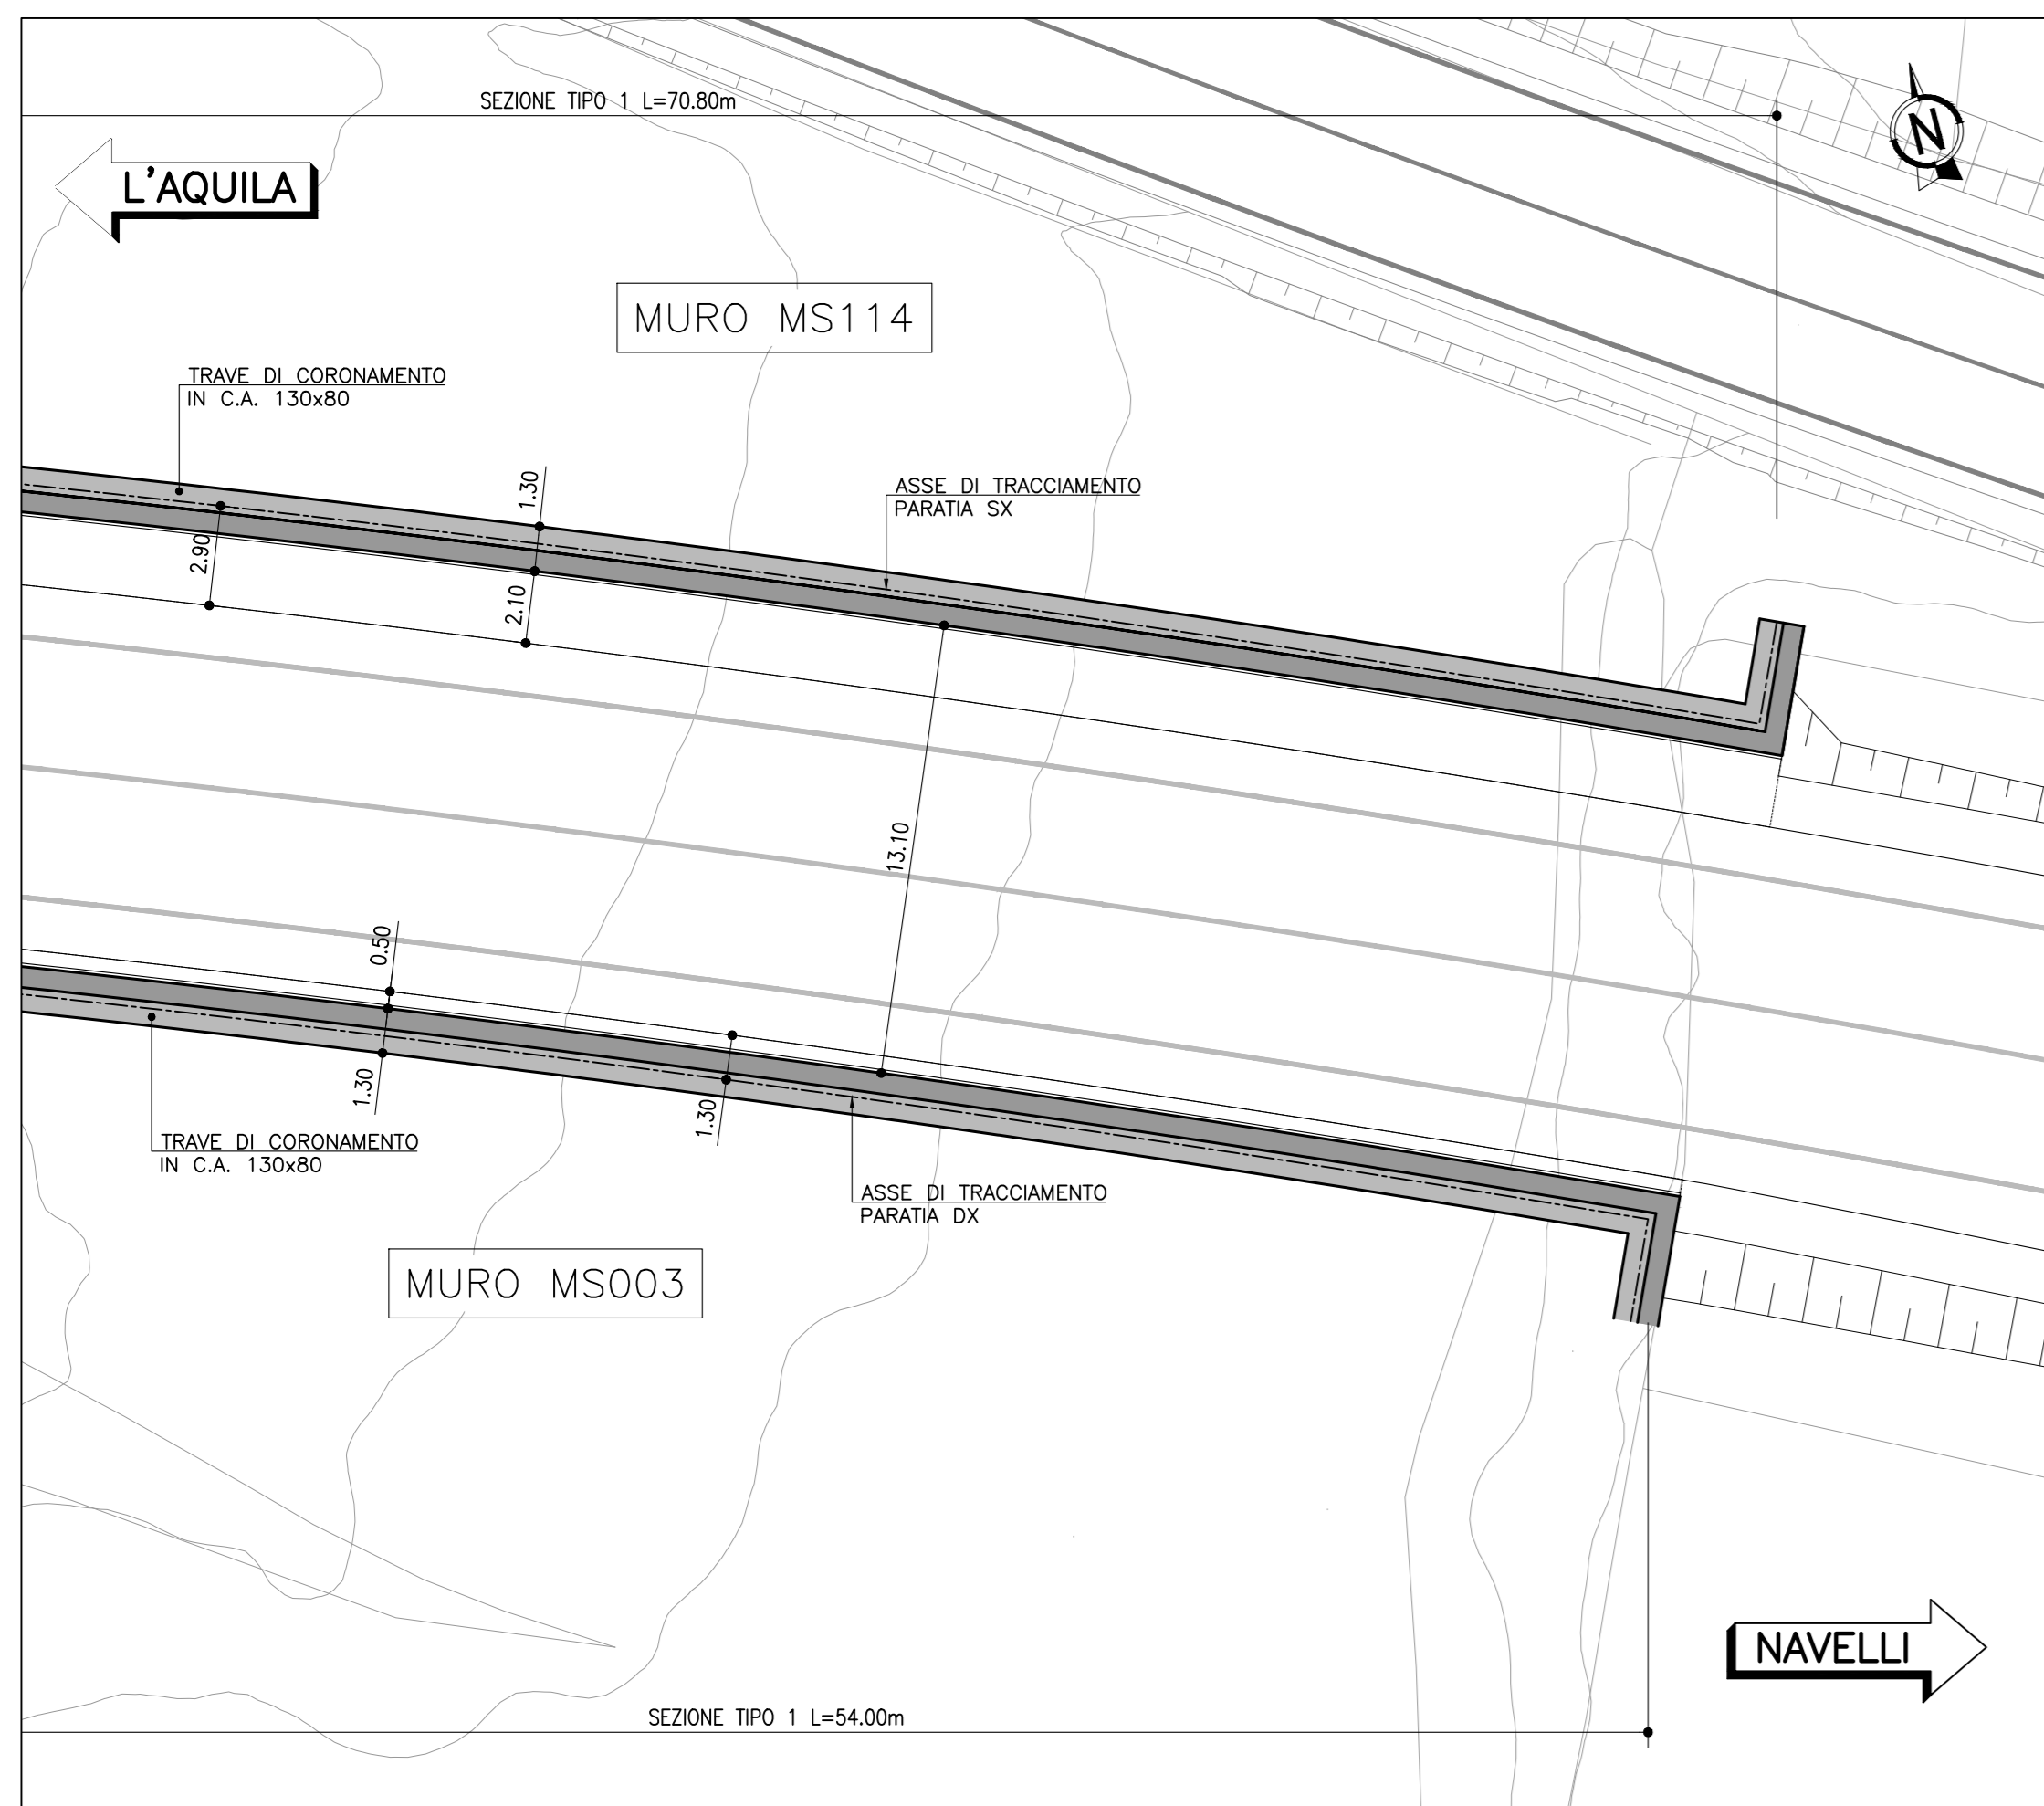 SEZIONE TIPO 1 L=70.80m
N
L'AQUILA
MURO MS114
TRAVE DI CORONAMENTO
IN C.A. 130x80
1.30
ASSE DI TRACCIAMENTO
PARATIA SX
2.90
2.10
13.10
0.50
1.30
1.30
TRAVE DI CORONAMENTO
IN C.A. 130x80
ASSE DI TRACCIAMENTO
PARATIA DX
MURO MS003
NAVELLI
SEZIONE TIPO 1 L=54.00m